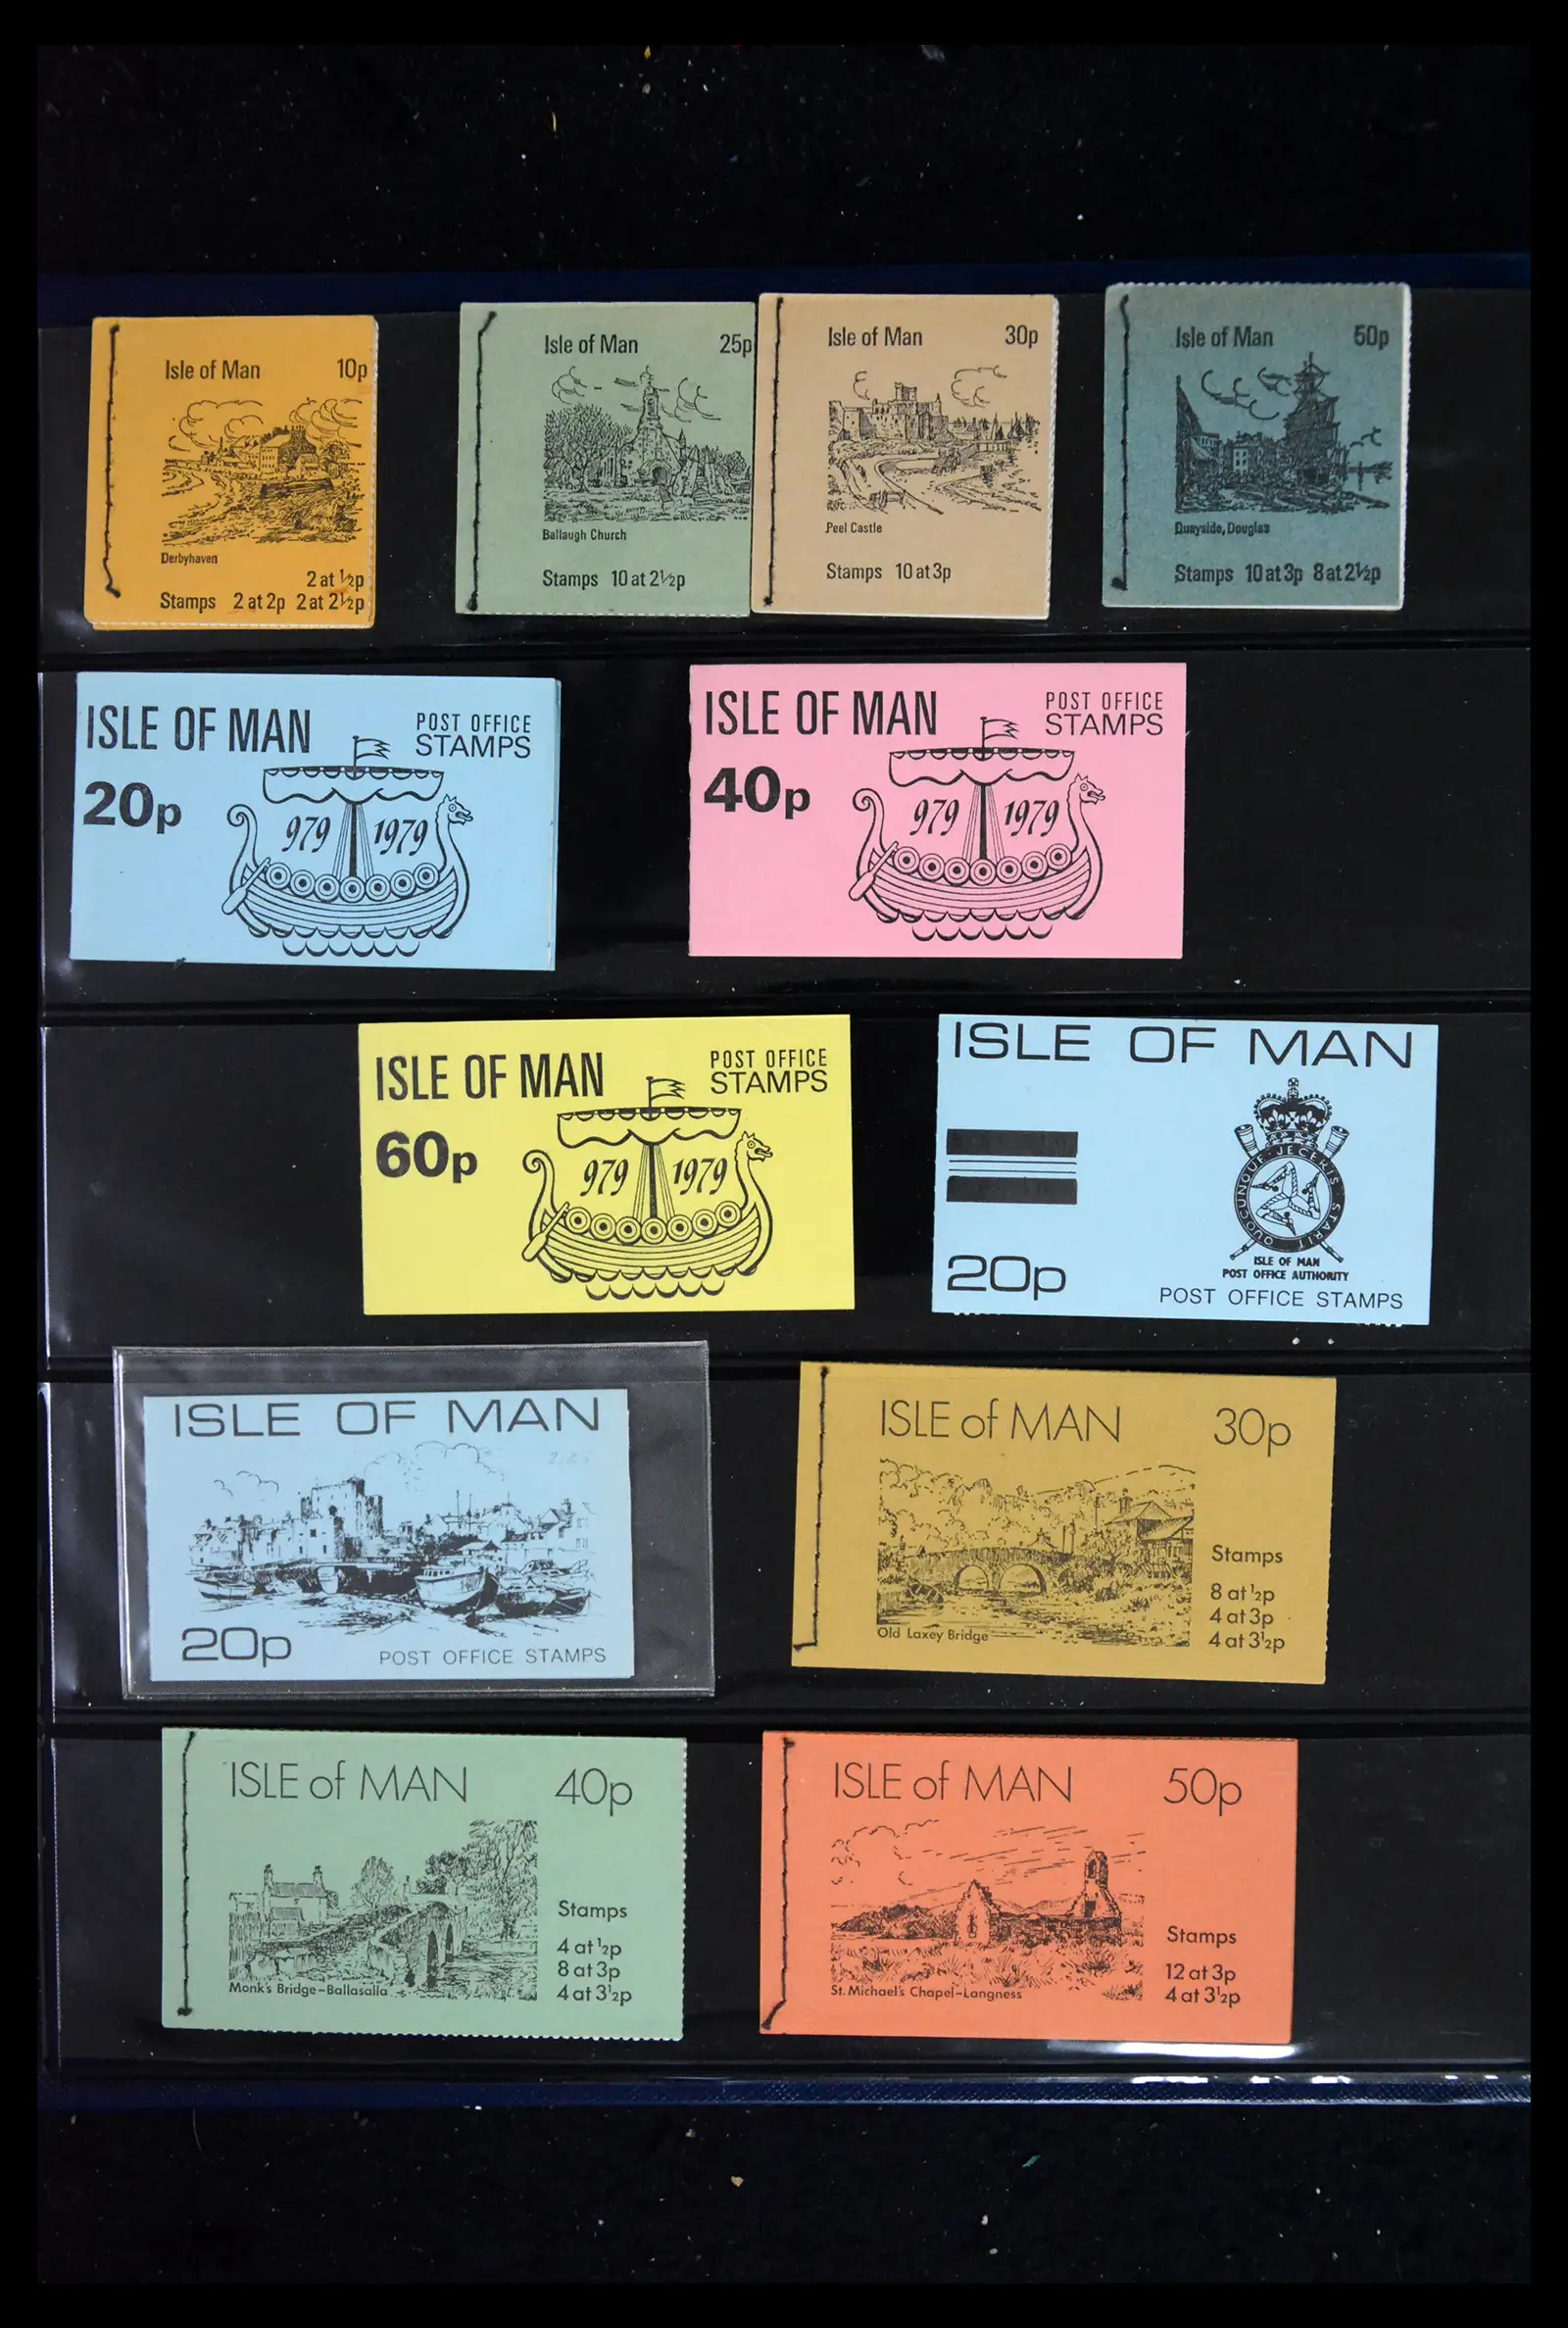 Isle of Man 10p
Derbyhaven
2 at ½p
Stamps 2 at 2p 2 at 2½p
Isle of Man 25p
Ballaugh Church
Stamps 10 at 2½p
Isle of Man 30p
Peel Castle
Stamps 10 at 3p
Isle of Man 50p
Quayside, Douglas
Stamps 10 at 3p 8 at 2½p
ISLE OF MAN
POST OFFICE
STAMPS
20p
979 1979
ISLE OF MAN
POST OFFICE
STAMPS
40p
979 1979
ISLE OF MAN
POST OFFICE
STAMPS
60p
979 1979
ISLE OF MAN
QUOCUNQUE · JECERIS · STABIT
ISLE OF MAN
POST OFFICE AUTHORITY
20p
POST OFFICE STAMPS
ISLE OF MAN
20p
POST OFFICE STAMPS
ISLE of MAN 30p
Stamps
8 at ½p
4 at 3p
4 at 3½p
Old Laxey Bridge
ISLE of MAN 40p
Stamps
4 at ½p
8 at 3p
4 at 3½p
Monk's Bridge-Ballasalla
ISLE of MAN 50p
Stamps
12 at 3p
4 at 3½p
St. Michael's Chapel-Langness